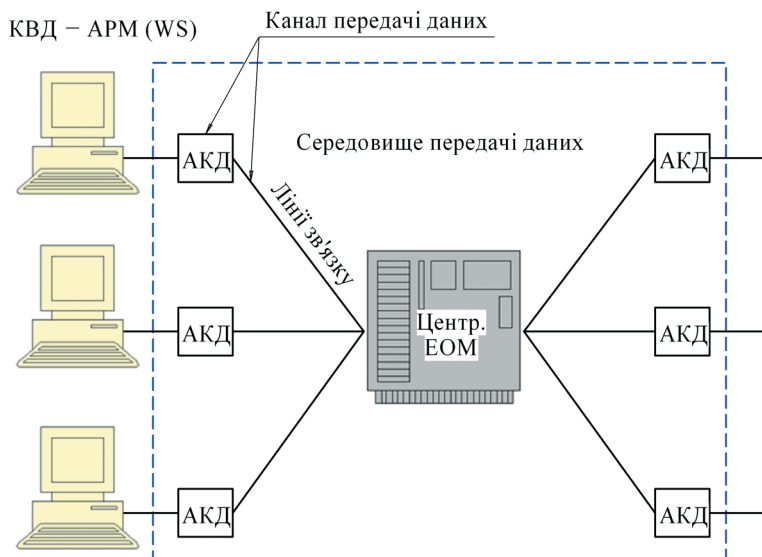 КВД – АРМ (WS)
Канал передачі даних
Середовище передачі даних
АКД
АКД
Лінії зв'язку
Центр.
ЕОМ
АКД
АКД
АКД
АКД